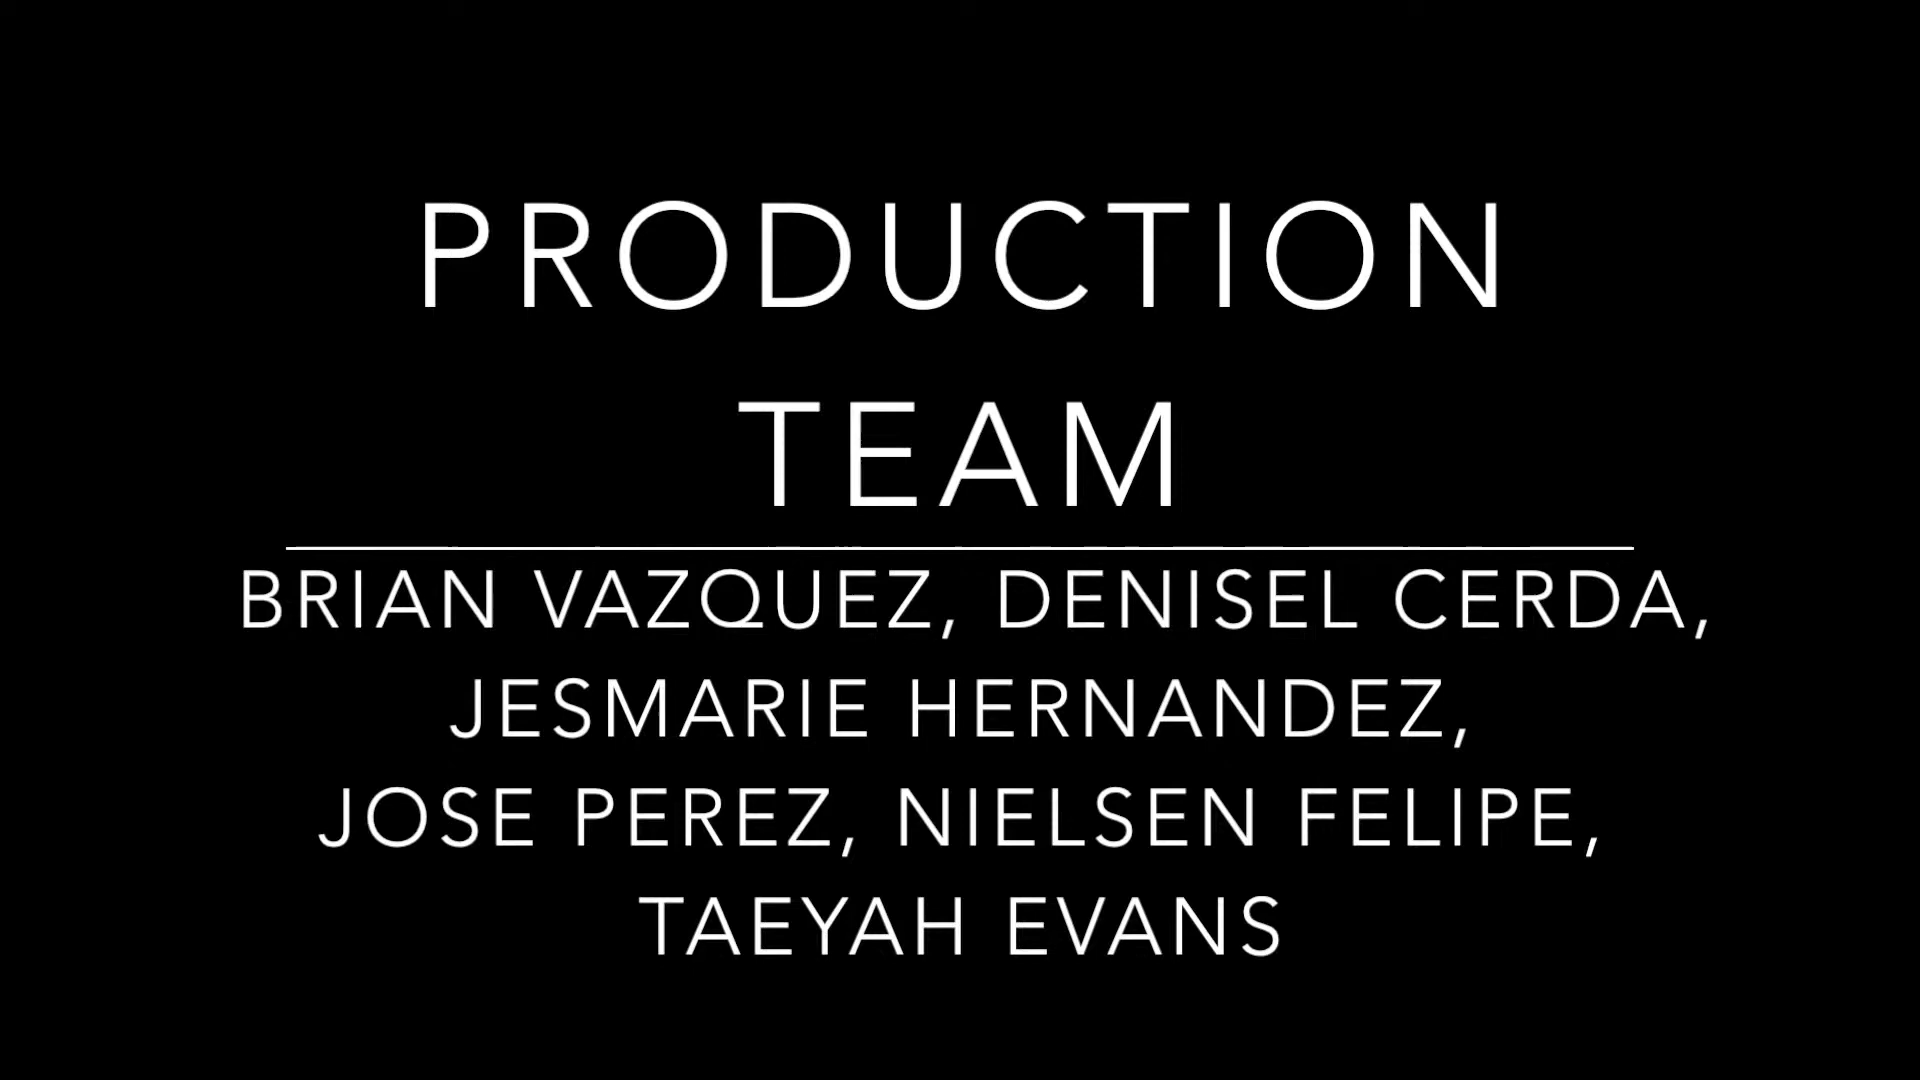 PRODUCTION
TEAM
BRIAN VAZQUEZ, DENISEL CERDA,
JESMARIE HERNANDEZ,
JOSE PEREZ, NIELSEN FELIPE,
TAEYAH EVANS